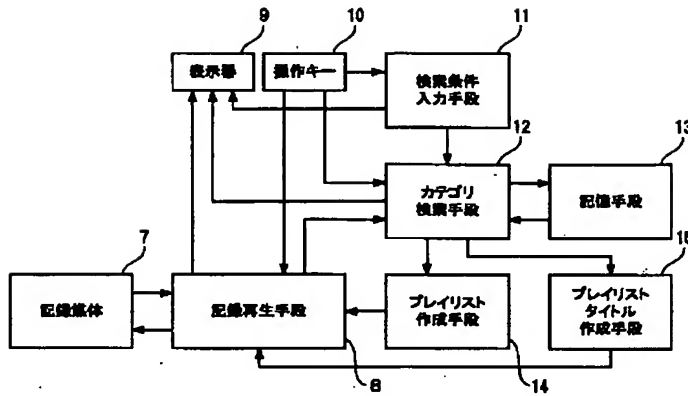 9
10
11
表示器
操作キー
検索条件
入力手段
12
13
カテゴリ
検索手段
記憶手段
7
15
記録媒体
記録再生手段
プレイリスト
作成手段
プレイリスト
タイトル
作成手段
8
14